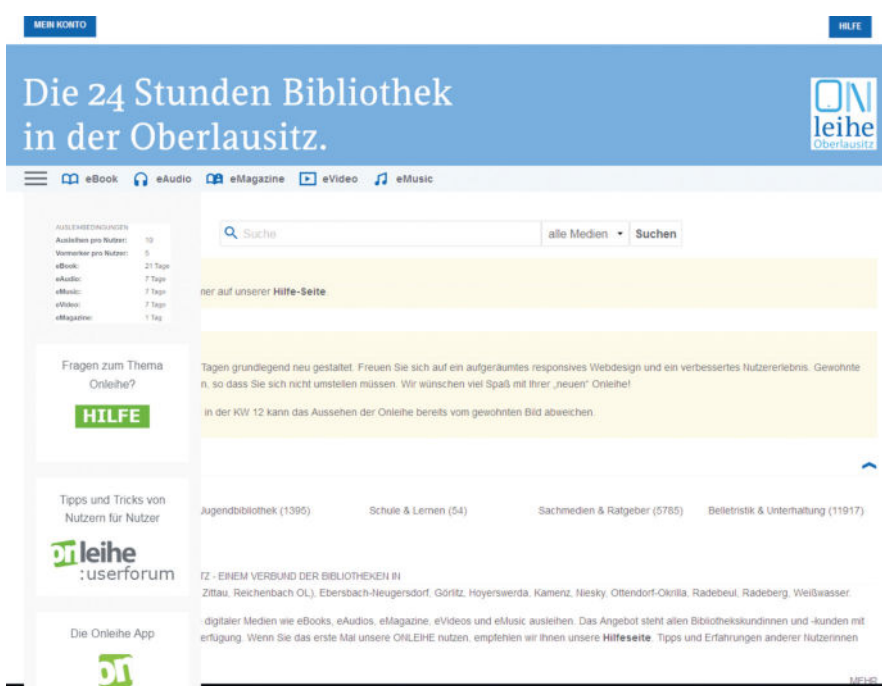 MEIN KONTO
HILFE
Die 24 Stunden Bibliothek
in der Oberlausitz.
ON
leihe
Oberlausitz
eBook eAudio eMagazine eVideo eMusic
Suche alle Medien Suchen
AUSLEIHBEDINGUNGEN
Ausleihen pro Nutzer: 10
Vormerker pro Nutzer: 5
eBook: 21 Tage
eAudio: 7 Tage
eMusic: 7 Tage
eVideo: 7 Tage
eMagazine: 1 Tag
ner auf unserer Hilfe-Seite
Fragen zum Thema
Onleihe?
HILFE
Tagen grundlegend neu gestaltet. Freuen Sie sich auf ein aufgeräumtes responsives Webdesign und ein verbessertes Nutzererlebnis. Gewohnte
n, so dass Sie sich nicht umstellen müssen. Wir wünschen viel Spaß mit Ihrer „neuen“ Onleihe!
in der KW 12 kann das Aussehen der Onleihe bereits vom gewohnten Bild abweichen.
Tipps und Tricks von
Nutzern für Nutzer
onleihe
:userforum
Jugendbibliothek (1395) Schule & Lernen (54) Sachmedien & Ratgeber (5765) Belletristik & Unterhaltung (11917)
TZ - EINEM VERBUND DER BIBLIOTHEKEN IN
Zittau, Reichenbach OL), Ebersbach-Neugersdorf, Görlitz, Hoyerswerda, Kamenz, Niesky, Ottendorf-Okrilla, Radebeul, Radeberg, Weißwasser.
digitaler Medien wie eBooks, eAudios, eMagazine, eVideos und eMusic ausleihen. Das Angebot steht allen Bibliothekskundinnen und -kunden mit
erfügung. Wenn Sie das erste Mal unsere ONLEIHE nutzen, empfehlen wir Ihnen unsere Hilfeseite. Tipps und Erfahrungen anderer Nutzerinnen
Die Onleihe App
on
MEHR